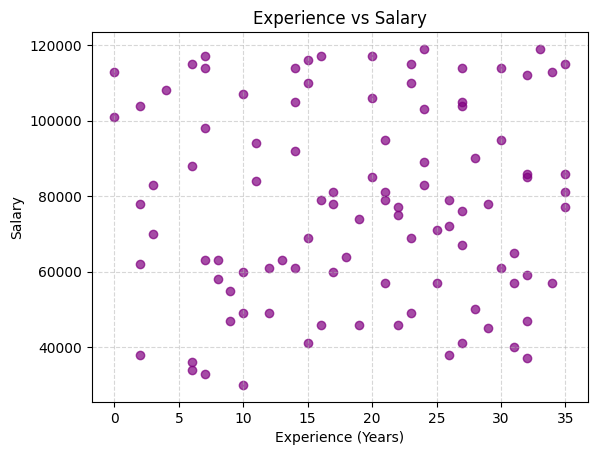 Experience vs Salary
Salary
120000
100000
80000
60000
40000
0 5 10 15 20 25 30 35
Experience (Years)